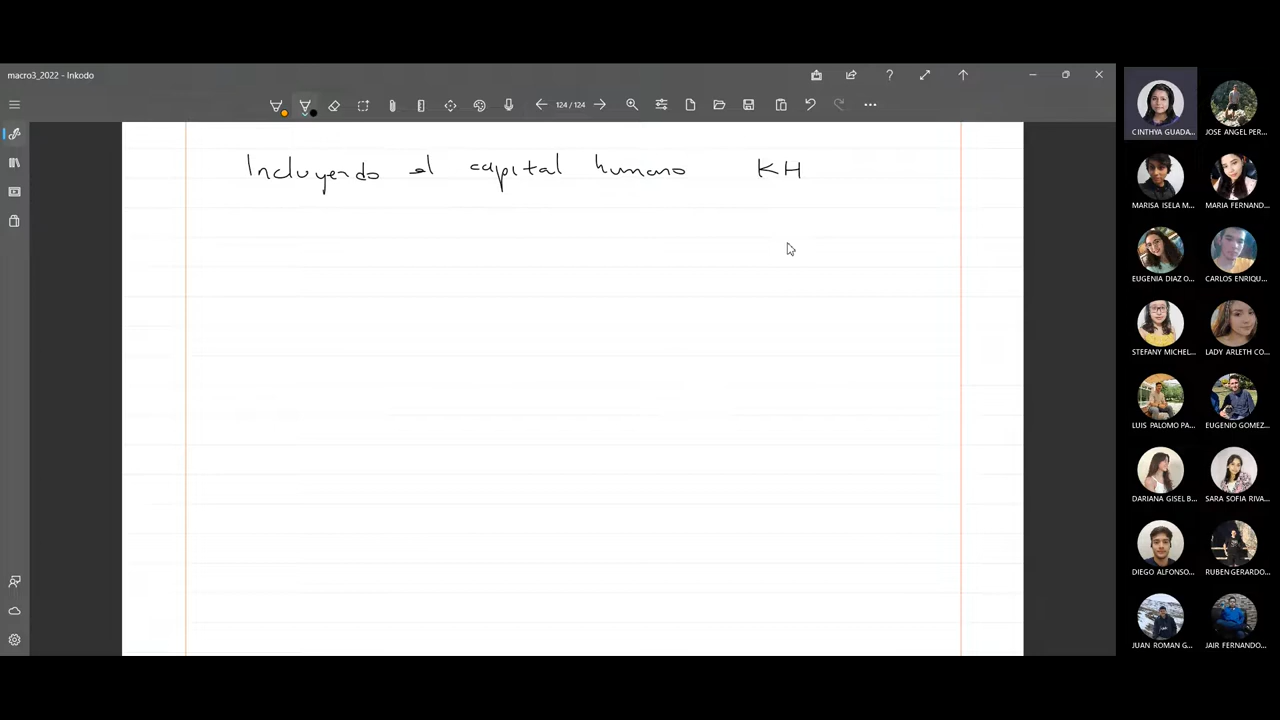 macro3_2022 - Inkodo
124 / 124
Incluyendo el capital humano KH
CINTHYA GUADA...
JOSE ANGEL PER...
MARISA ISELA M...
MARIA FERNAND...
EUGENIA DIAZ O...
CARLOS ENRIQU...
STEFANY MICHEL...
LADY ARLETH CO...
LUIS PALOMO PA...
EUGENIO GOMEZ...
DARIANA GISEL B...
SARA SOFIA RIVA...
DIEGO ALFONSO...
RUBEN GERARDO...
JUAN ROMAN G...
JAIR FERNANDO...